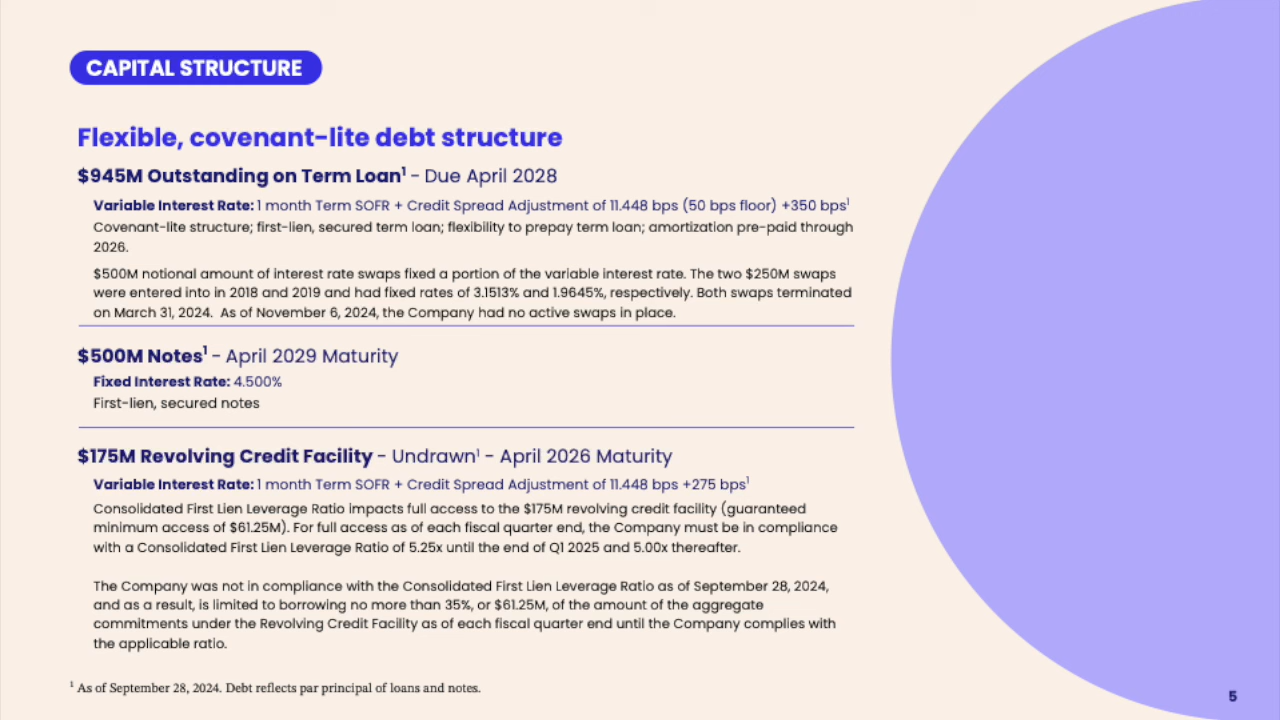 CAPITAL STRUCTURE
Flexible, covenant-lite debt structure
$945M Outstanding on Term Loan¹ - Due April 2028
Variable Interest Rate: 1 month Term SOFR + Credit Spread Adjustment of 11.448 bps (50 bps floor) +350 bps¹
Covenant-lite structure; first-lien, secured term loan; flexibility to prepay term loan; amortization pre-paid through
2026.
$500M notional amount of interest rate swaps fixed a portion of the variable interest rate. The two $250M swaps
were entered into in 2018 and 2019 and had fixed rates of 3.1513% and 1.9645%, respectively. Both swaps terminated
on March 31, 2024. As of November 6, 2024, the Company had no active swaps in place.
$500M Notes¹ - April 2029 Maturity
Fixed Interest Rate: 4.500%
First-lien, secured notes
$175M Revolving Credit Facility - Undrawn¹ - April 2026 Maturity
Variable Interest Rate: 1 month Term SOFR + Credit Spread Adjustment of 11.448 bps +275 bps¹
Consolidated First Lien Leverage Ratio impacts full access to the $175M revolving credit facility (guaranteed
minimum access of $61.25M). For full access as of each fiscal quarter end, the Company must be in compliance
with a Consolidated First Lien Leverage Ratio of 5.25x until the end of Q1 2025 and 5.00x thereafter.
The Company was not in compliance with the Consolidated First Lien Leverage Ratio as of September 28, 2024,
and as a result, is limited to borrowing no more than 35%, or $61.25M, of the amount of the aggregate
commitments under the Revolving Credit Facility as of each fiscal quarter end until the Company complies with
the applicable ratio.
¹ As of September 28, 2024. Debt reflects par principal of loans and notes.
5